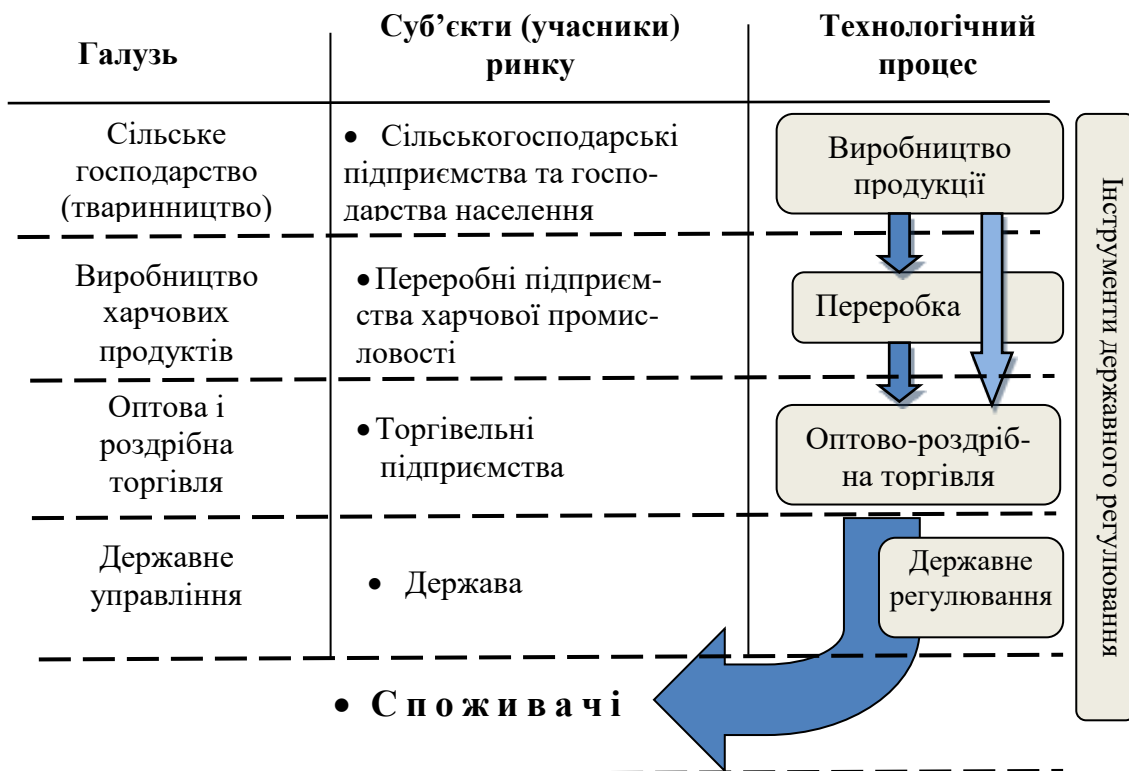 Галузь
Суб’єкти (учасники)
ринку
Технологічний
процес
Сільське
господарство
(тваринництво)
• Сільськогосподарські
підприємства та госпо-
дарства населення
Виробництво
продукції
Виробництво
харчових
продуктів
• Переробні підприєм-
ства харчової промис-
ловості
Переробка
Оптова і
роздрібна
торгівля
• Торгівельні
підприємства
Оптово-роздріб-
на торгівля
Державне
управління
• Держава
Державне
регулювання
• С п о ж и в а ч і
Інструменти державного регулювання